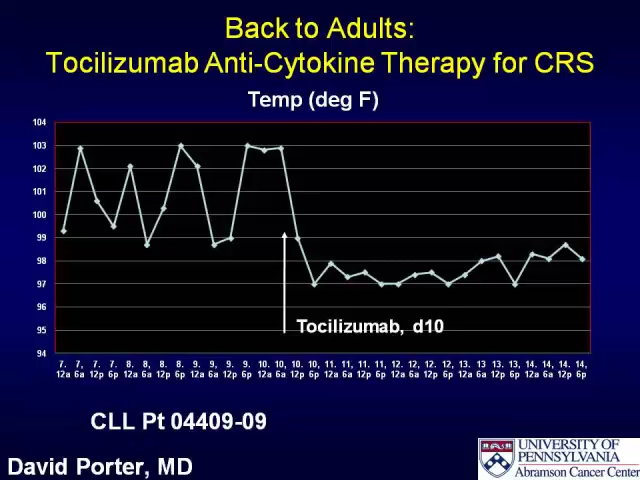 Back to Adults:
Tocilizumab Anti-Cytokine Therapy for CRS
Temp (deg F)
104
103
102
101
100
99
98
97
96
95
94
Tocilizumab, d10
7. 7, 7. 7. 8. 8, 8. 8. 9. 9, 9. 9. 10. 10, 10. 10, 11. 11, 11. 11, 12. 12, 12. 12, 13 13, 13 13, 14. 14, 14. 14,
12a 6a 12p 6p 12a 6a 12p 6p 12a 6a 12p 6p 12a 6a 12p 6p 12a 6a 12p 6p 12a 6a 12p 6p 12a 6a 12p 6p 12a 6a 12p 6p
CLL Pt 04409-09
David Porter, MD
UNIVERSITY OF
PENNSYLVANIA
Abramson Cancer Center